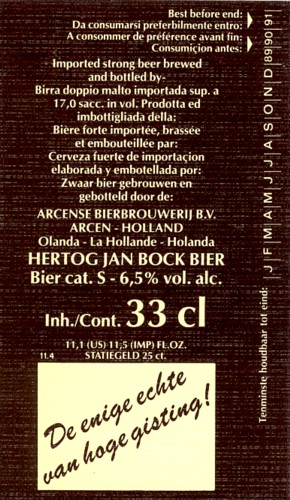 Best before end:
Da consumarsi preferbilmente entro:
A consommer de préférence avant fin:
Consumiçion antes:
Imported strong beer brewed
and bottled by-
Birra doppio malto importada sup. a
17,0 sacc. in vol. Prodotta ed
imbottigliata della:
Bière forte importée, brassée
et embouteillée par:
Cerveza fuerte de importaçion
elaborada y embotellada por:
Zwaar bier gebrouwen en
gebotteld door de:
ARCENSE BIERBROUWERIJ B.V.
ARCEN - HOLLAND
Olanda - La Hollande - Holanda
HERTOG JAN BOCK BIER
Bier cat. S - 6,5% vol. alc.
Inh./Cont. 33 cl
11,1 (US) 11,5 (IMP) FL.OZ.
11.4 STATIEGELD 25 ct.
De enige echte
van hoge gisting!
Tenminste houdbaar tot eind: J|F|M|A|M|J|J|A|S|O|N|D|89|90|91